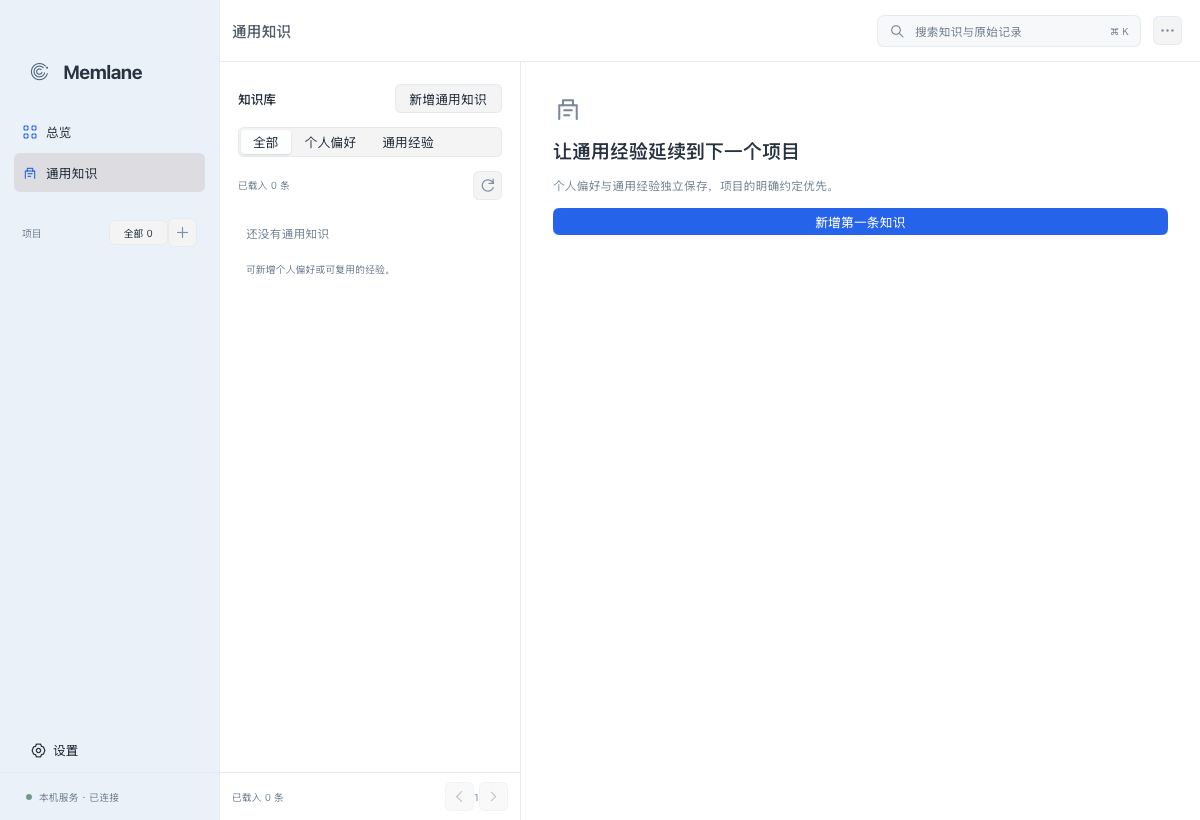 通用知识
搜索知识与原始记录
⌘ K
Memlane
总览
通用知识
项目
全部 0
知识库
新增通用知识
全部
个人偏好
通用经验
已载入 0 条
还没有通用知识
可新增个人偏好或可复用的经验。
让通用经验延续到下一个项目
个人偏好与通用经验独立保存，项目的明确约定优先。
新增第一条知识
设置
本机服务 · 已连接
已载入 0 条
1